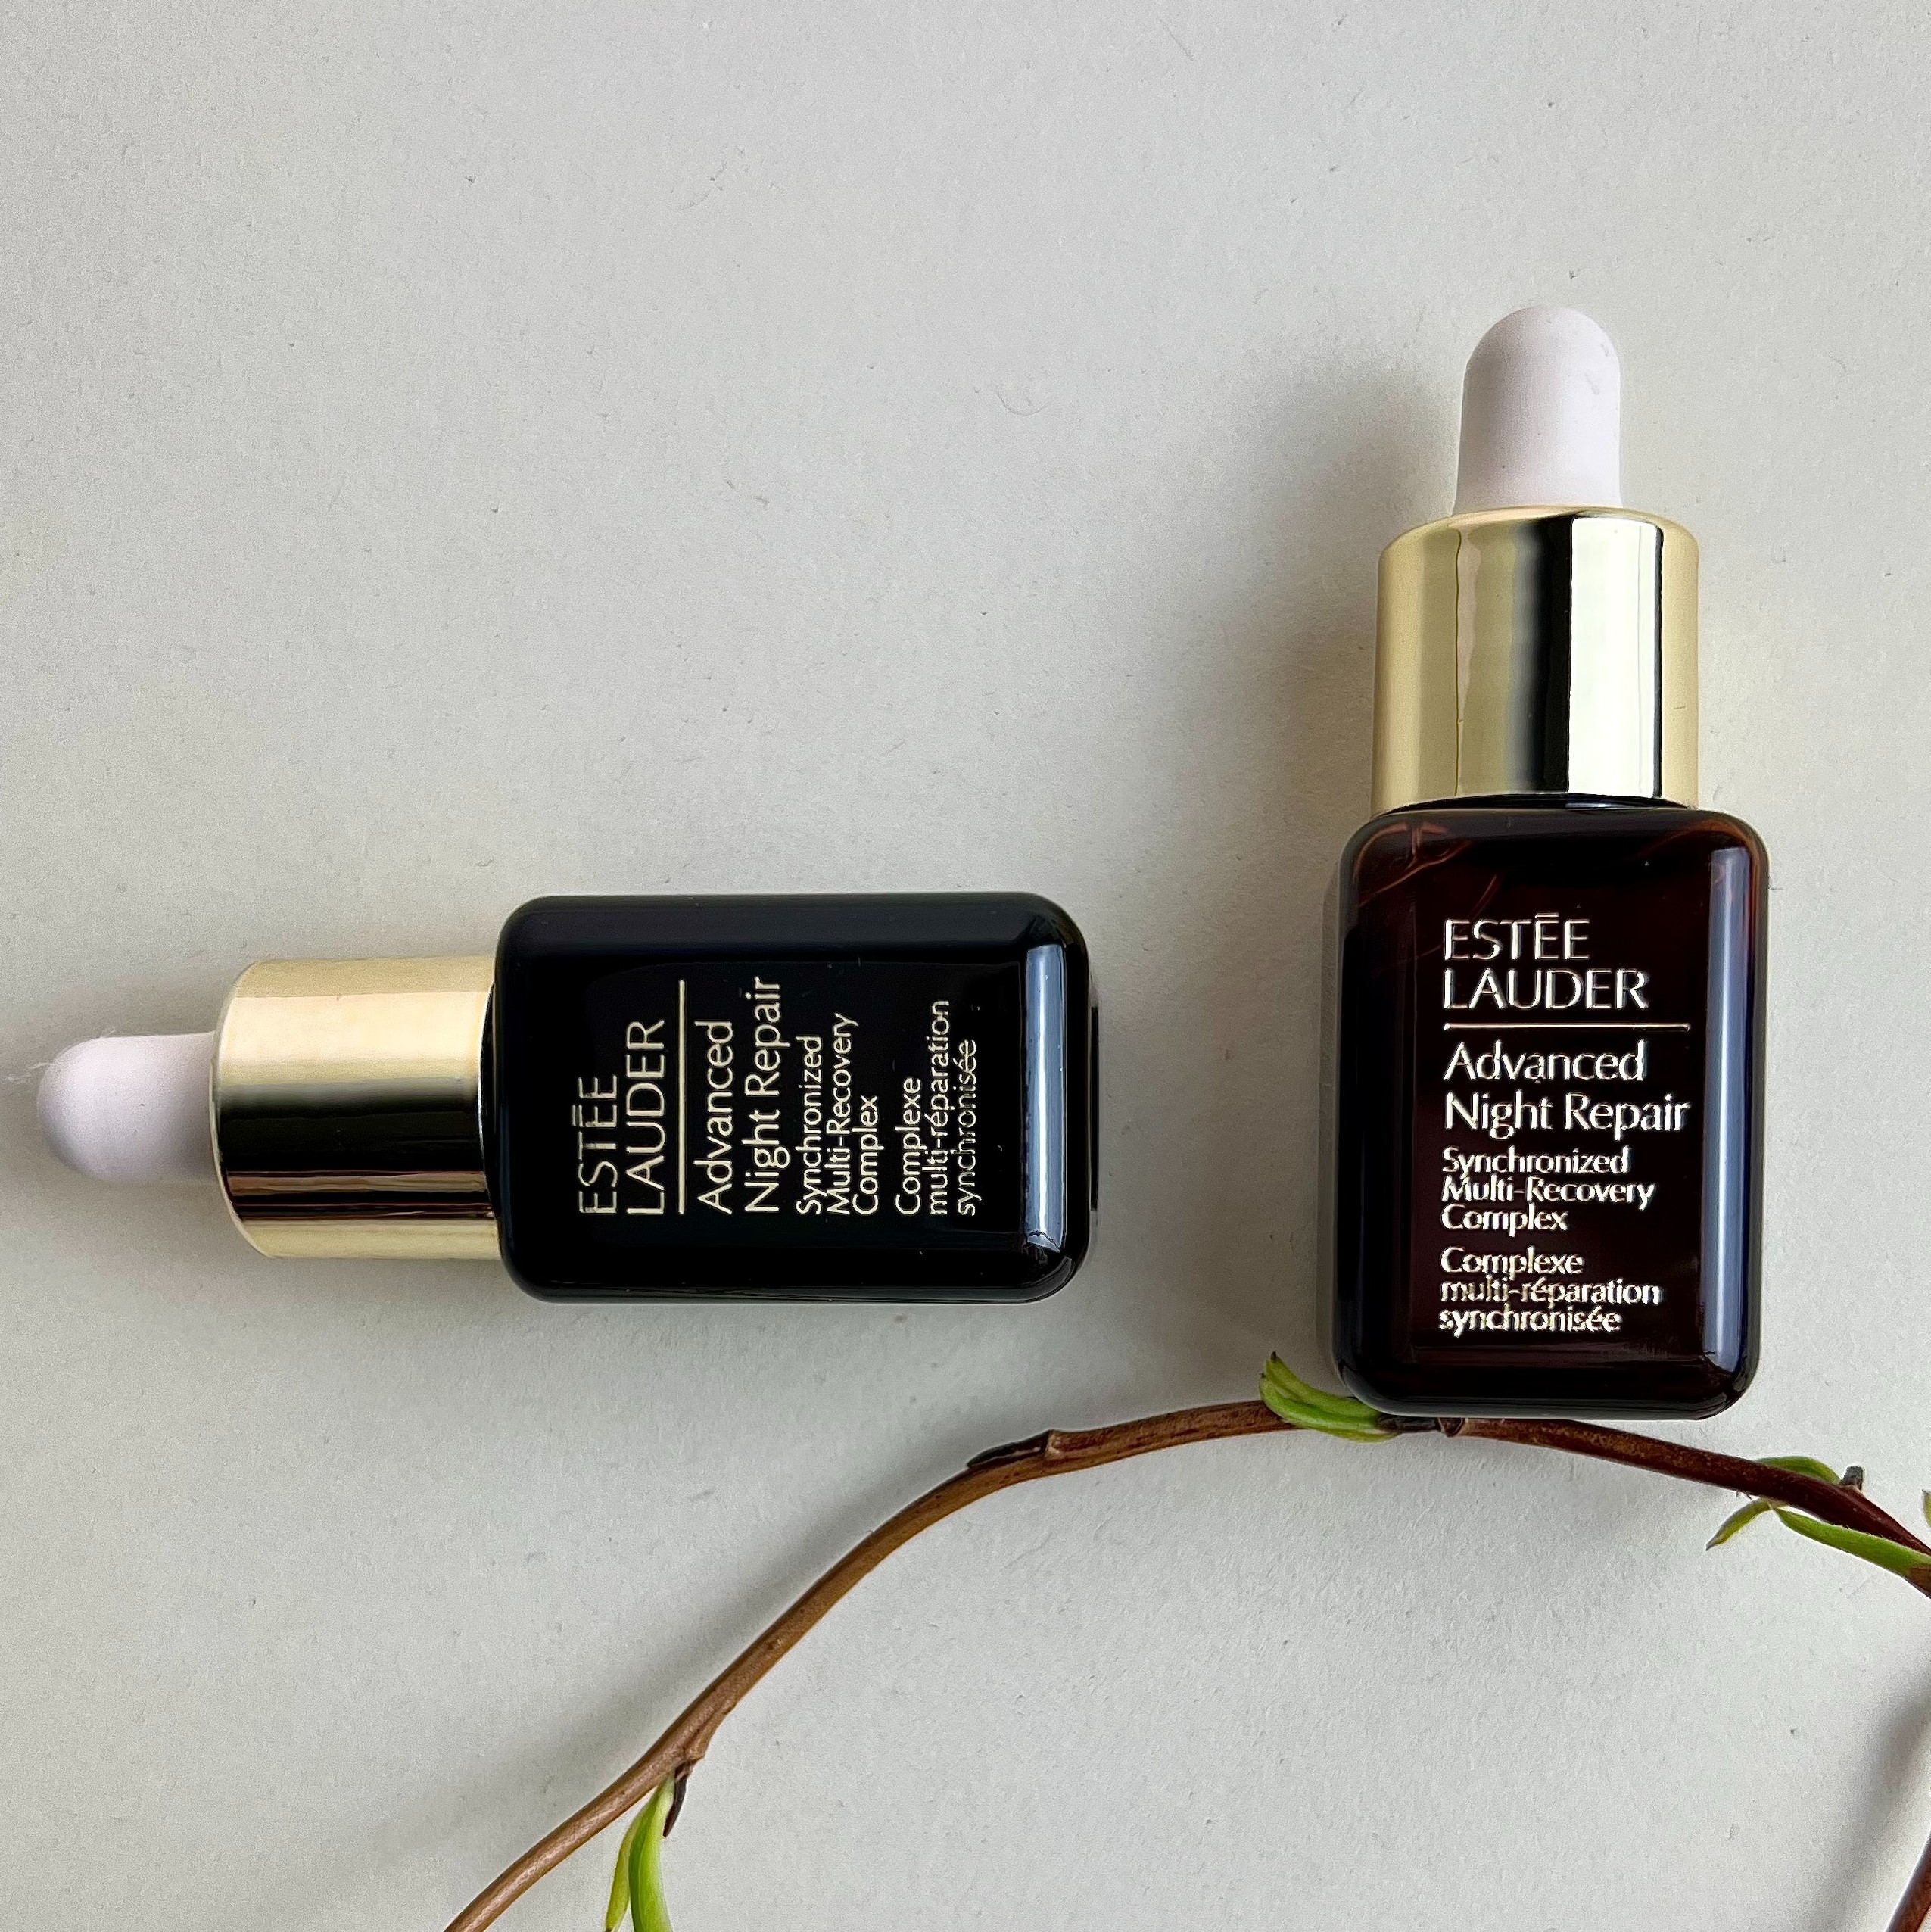 ESTĒE
LAUDER
Advanced
Night Repair
Synchronized
Multi-Recovery
Complex
Complexe
multi-réparation
synchronisée
ESTĒE
LAUDER
Advanced
Night Repair
Synchronized
Multi-Recovery
Complex
Complexe
multi-réparation
synchronisée